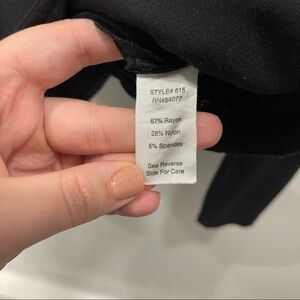 STYLE# 615
RN#54077
67% Rayon
28% Nylon
5% Spandex
See Reverse
Side For Care